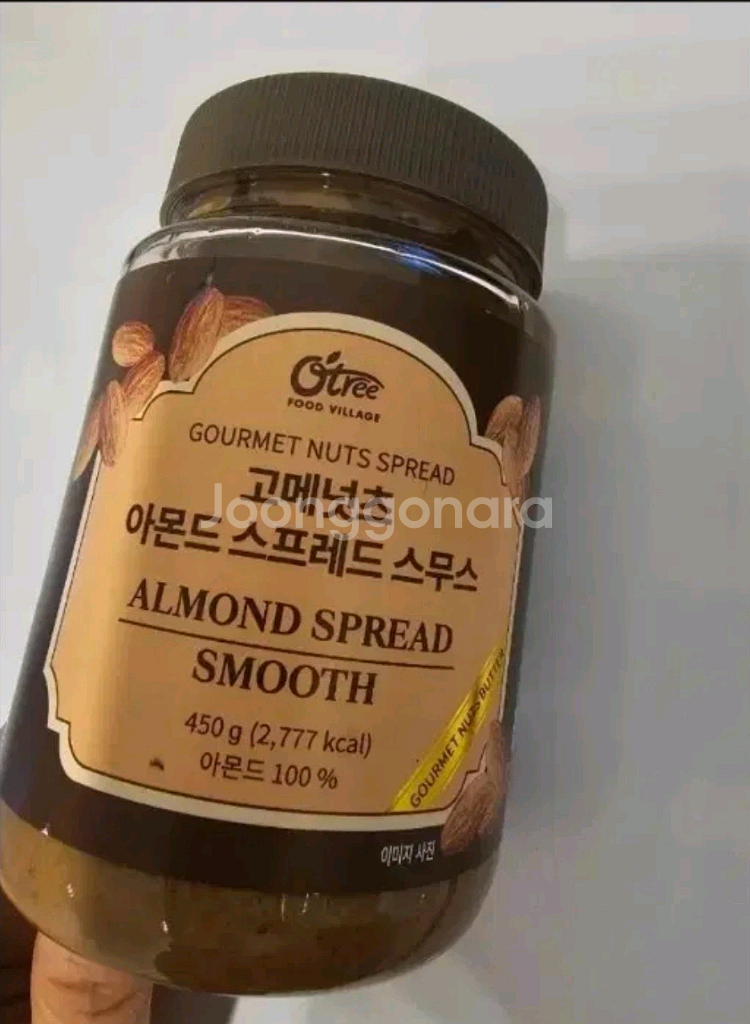 Otree
FOOD VILLAGE
GOURMET NUTS SPREAD
고메넛츠
Joonggonara
아몬드 스프레드 스무스
ALMOND SPREAD
SMOOTH
450 g (2,777 kcal)
아몬드 100 %
GOURMET NUTS BUTTER
이미지 사진